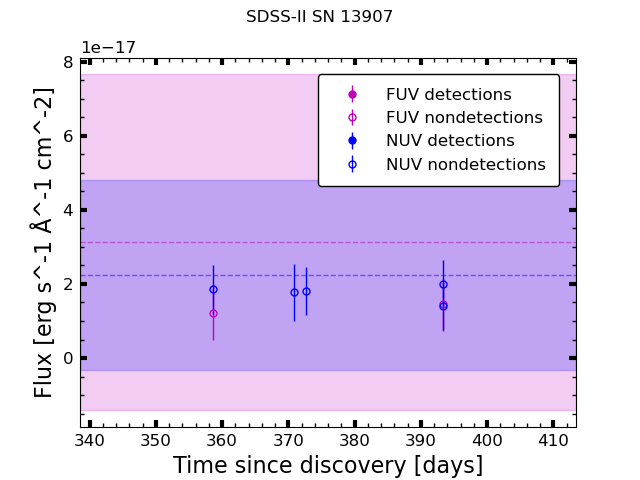 SDSS-II SN 13907
1e−17
8
6
4
2
0
Flux [erg s^-1 Å^-1 cm^-2]
FUV detections
FUV nondetections
NUV detections
NUV nondetections
340 350 360 370 380 390 400 410
Time since discovery [days]